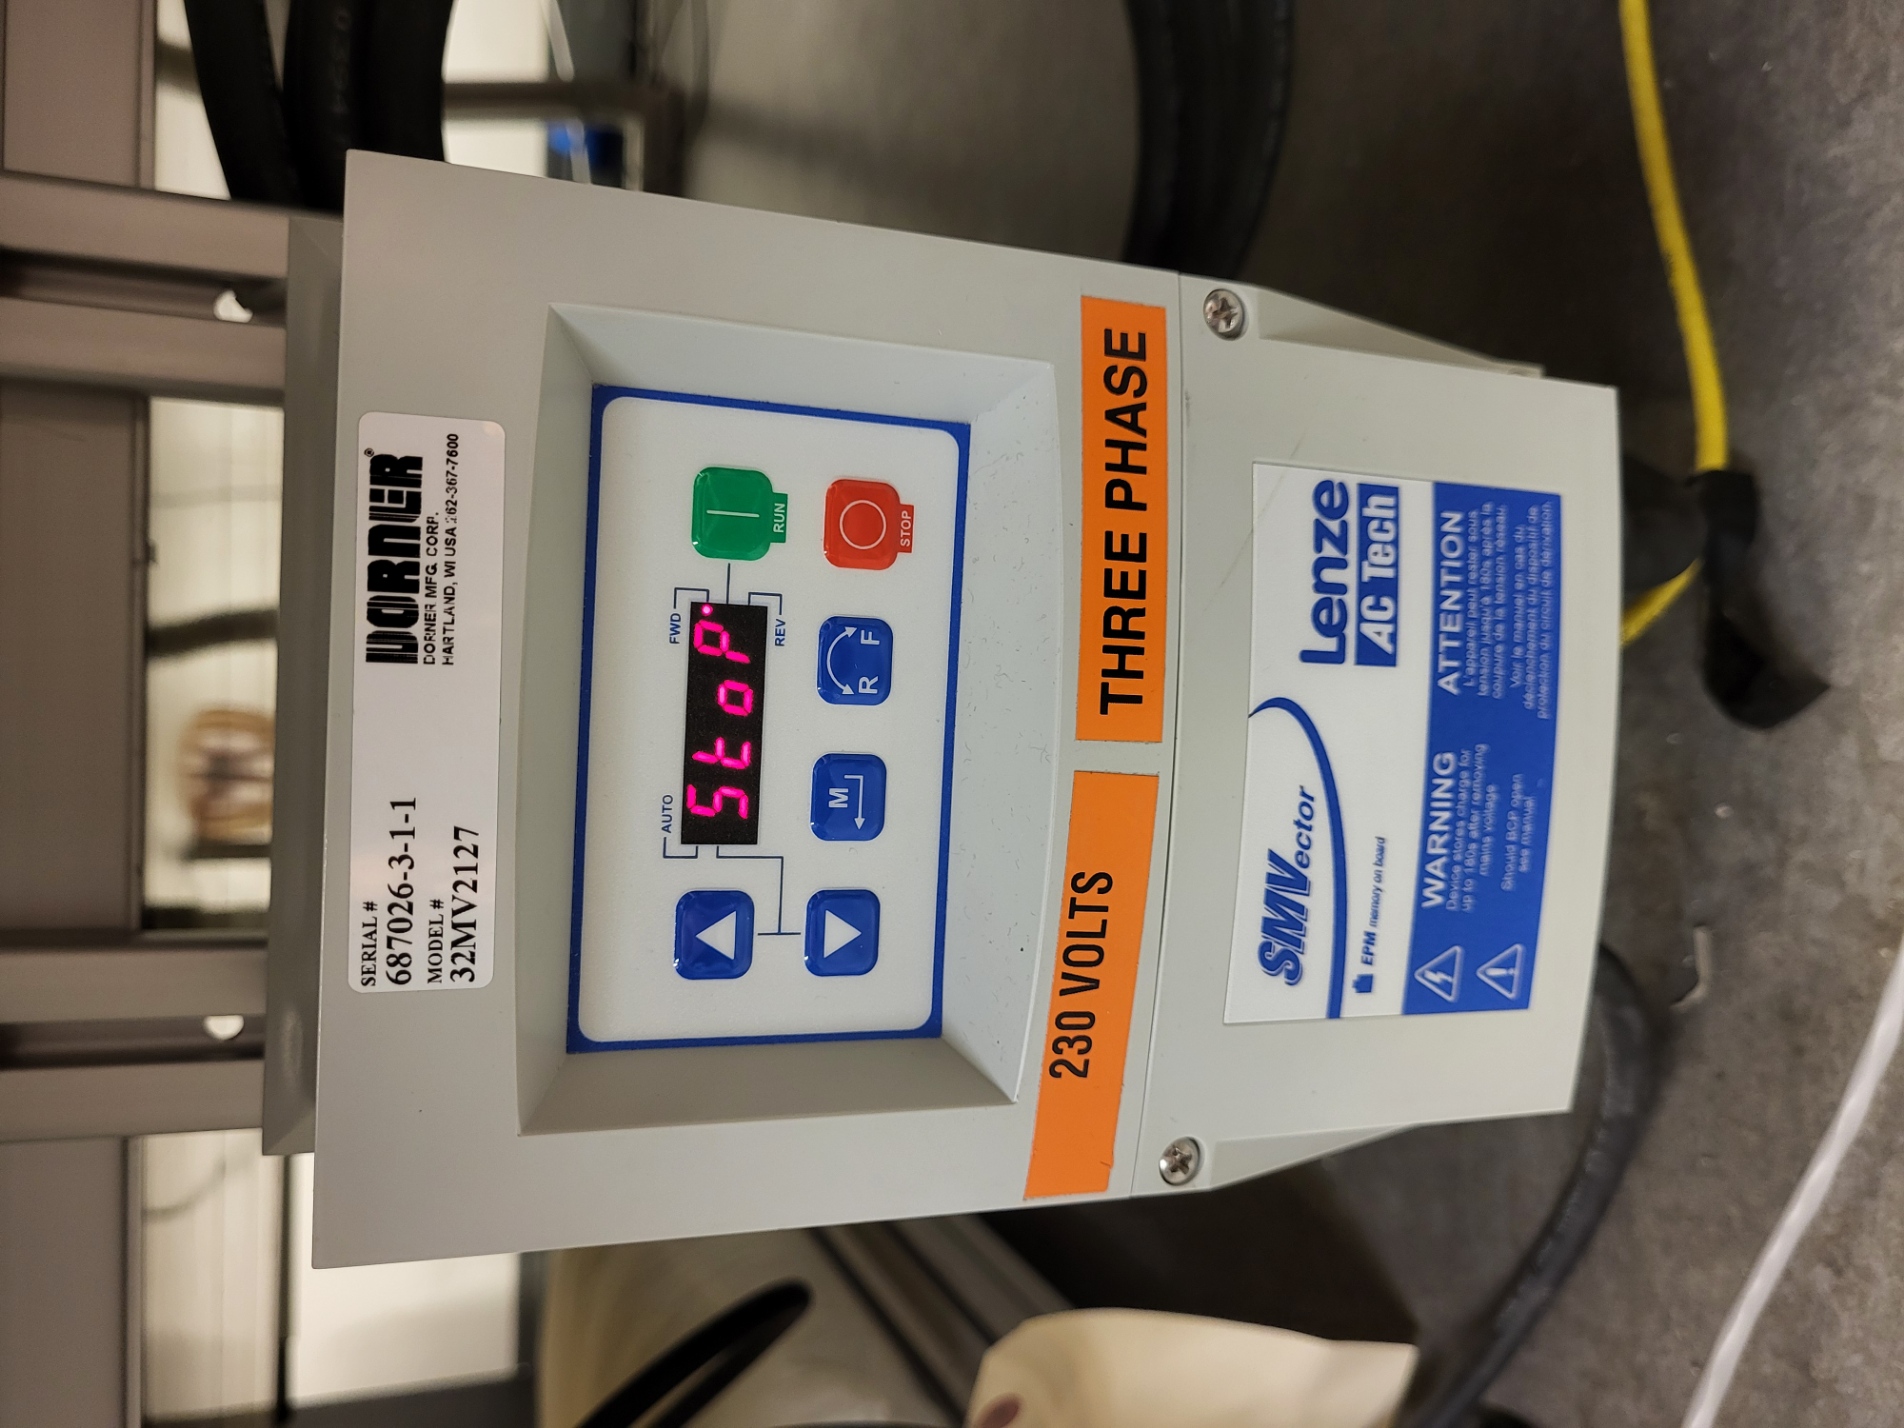 SERIAL #
687026-3-1-1
MODEL #
32MV2127
DORNER®
DORNER MFG. CORP.
HARTLAND, WI USA 262-367-7600
AUTO
FWD
StoP
REV
RUN
M
R F
STOP
230 VOLTS
THREE PHASE
SMVector
EPM memory on board
Lenze
AC Tech
WARNING
Device stores charge for
up to 180s after removing
mains voltage
Should BCP open
see manual
ATTENTION
L'appareil peut rester sous
tension jusqu'à 180s après la
coupure de la tension réseau.
Voir le manuel en cas du
déclenchement du dispositif de
protection du circuit de dérivation.